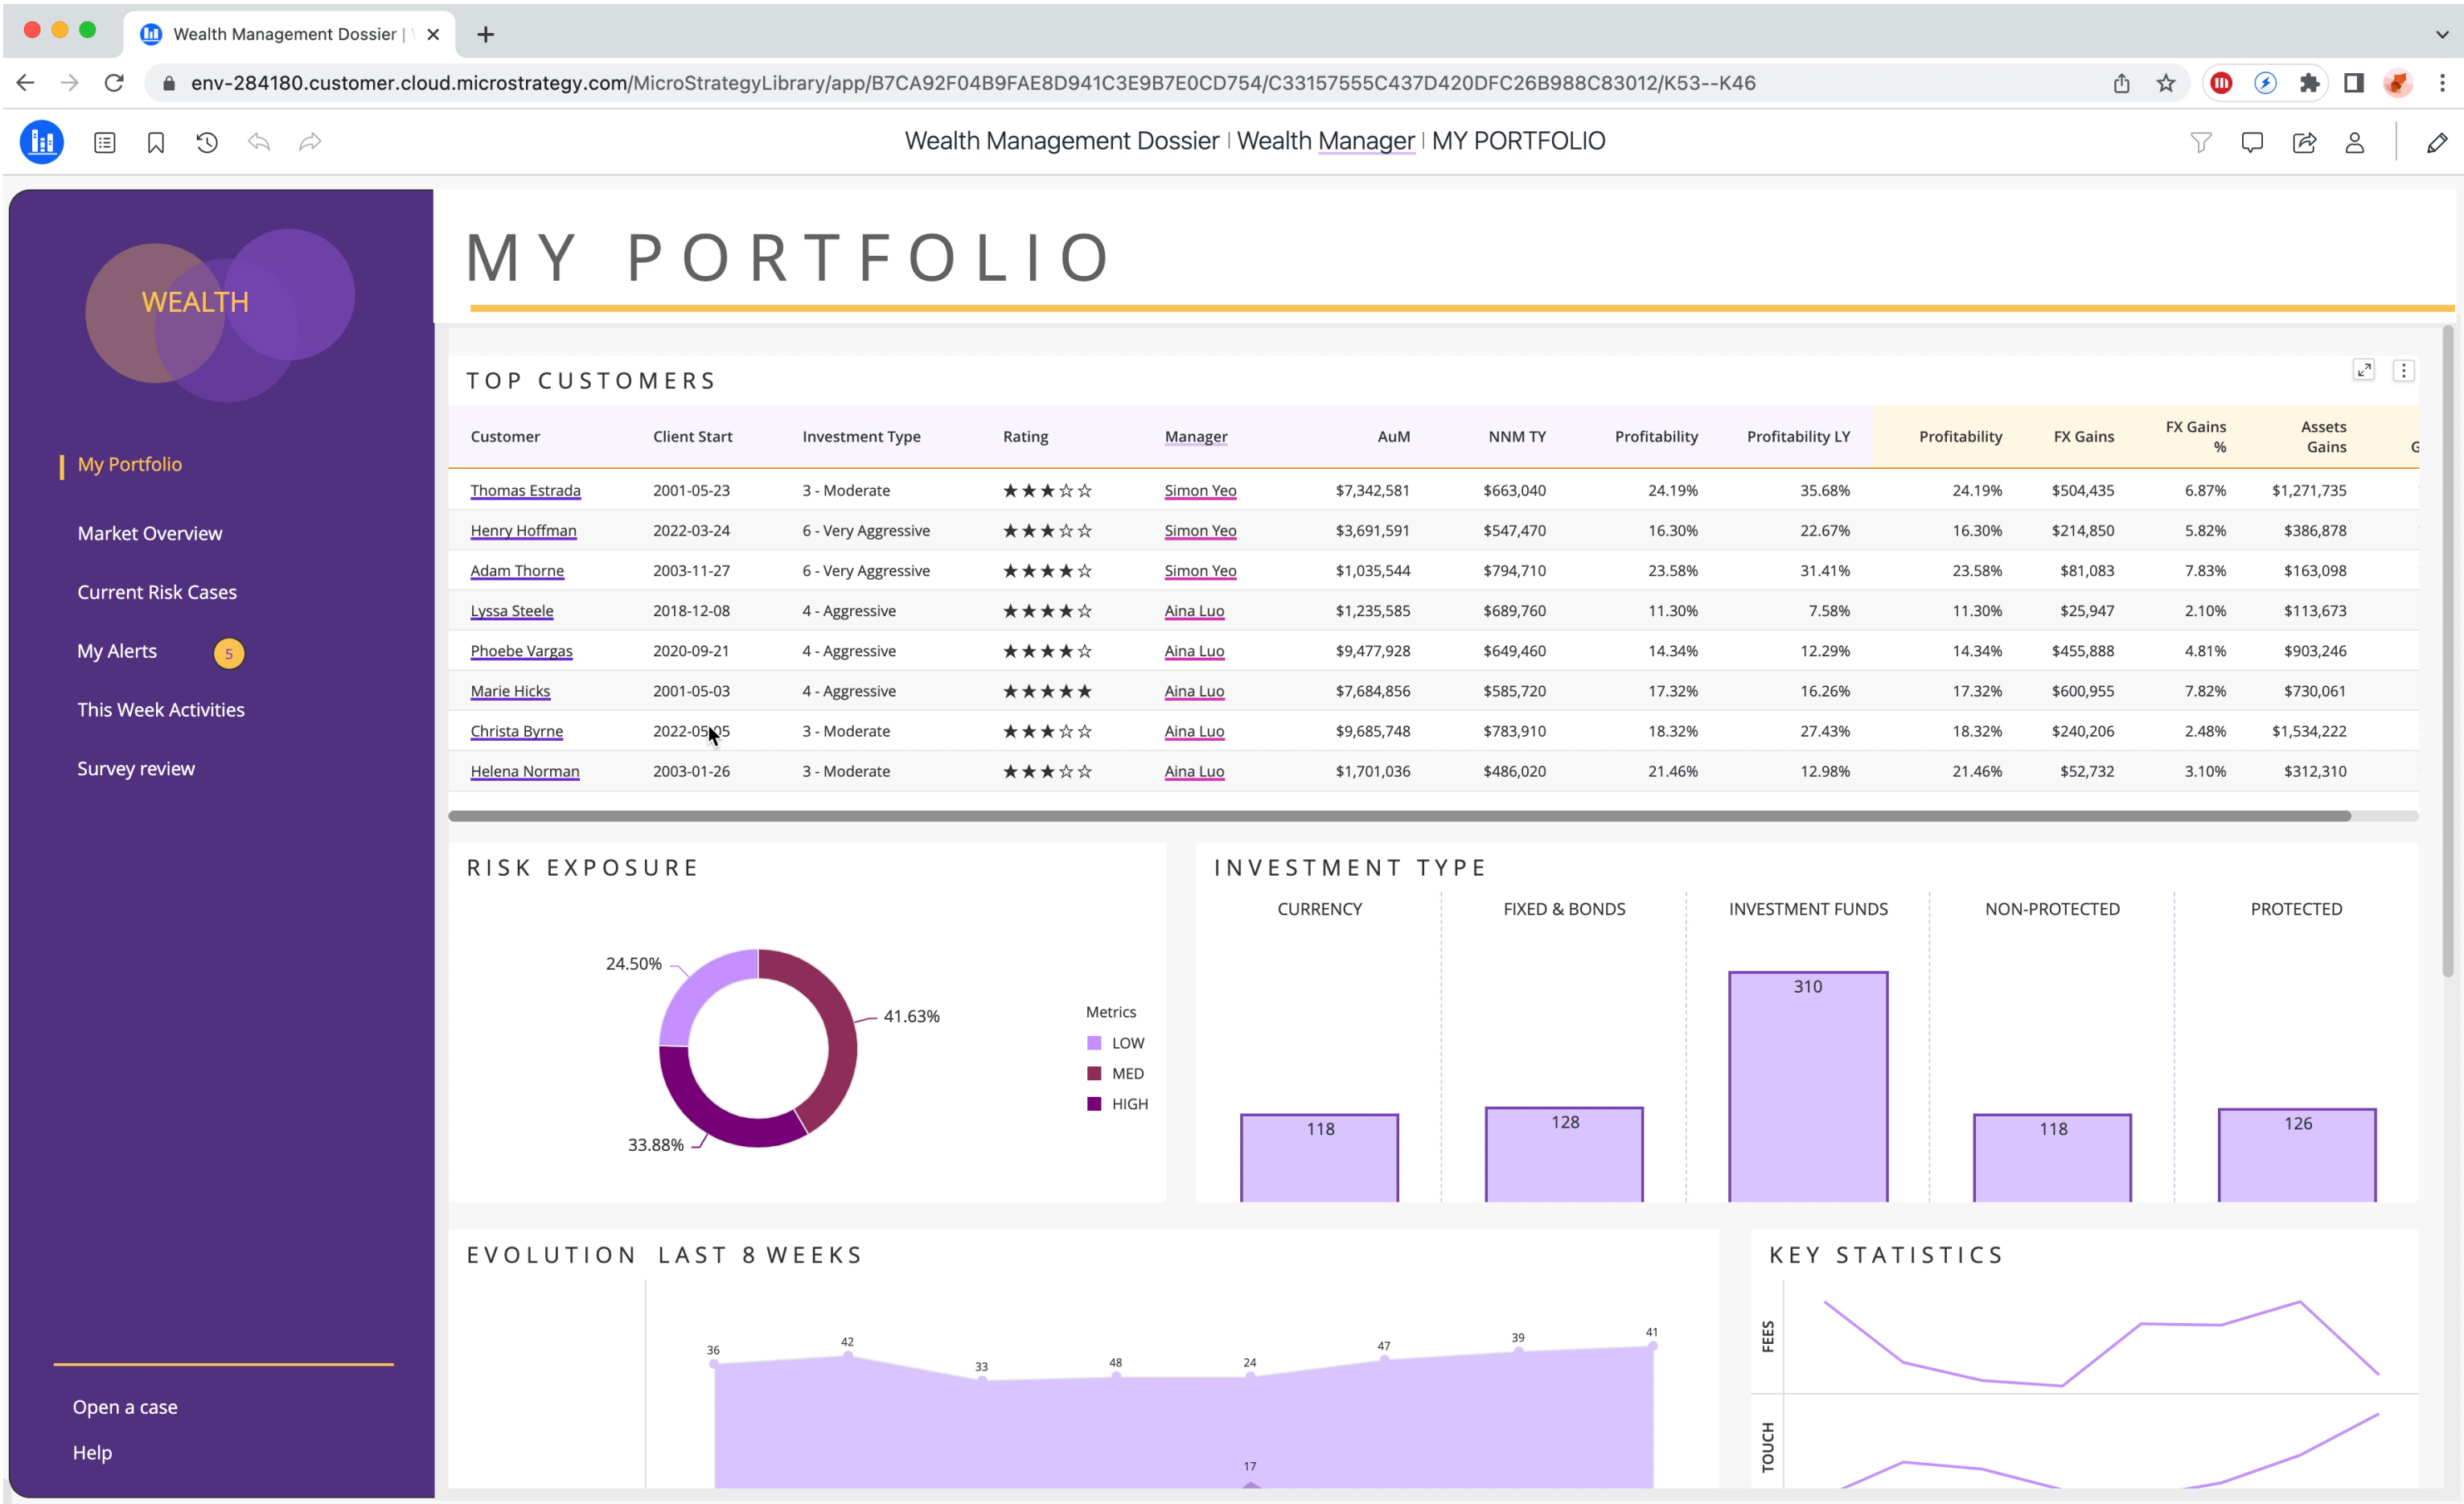 Wealth Management Dossier |
env-284180.customer.cloud.microstrategy.com/MicroStrategyLibrary/app/B7CA92F04B9FAE8D941C3E9B7E0CD754/C33157555C437D420DFC26B988C83012/K53--K46
Wealth Management Dossier | Wealth Manager | MY PORTFOLIO
WEALTH
My Portfolio
Market Overview
Current Risk Cases
My Alerts 5
This Week Activities
Survey review
Open a case
Help
MY PORTFOLIO
TOP CUSTOMERS
Customer Client Start Investment Type Rating Manager AuM NNM TY Profitability Profitability LY Profitability FX Gains FX Gains % Assets Gains G
Thomas Estrada 2001-05-23 3 - Moderate ★★★☆☆ Simon Yeo $7,342,581 $663,040 24.19% 35.68% 24.19% $504,435 6.87% $1,271,735
Henry Hoffman 2022-03-24 6 - Very Aggressive ★★★☆☆ Simon Yeo $3,691,591 $547,470 16.30% 22.67% 16.30% $214,850 5.82% $386,878
Adam Thorne 2003-11-27 6 - Very Aggressive ★★★★☆ Simon Yeo $1,035,544 $794,710 23.58% 31.41% 23.58% $81,083 7.83% $163,098
Lyssa Steele 2018-12-08 4 - Aggressive ★★★★☆ Aina Luo $1,235,585 $689,760 11.30% 7.58% 11.30% $25,947 2.10% $113,673
Phoebe Vargas 2020-09-21 4 - Aggressive ★★★★☆ Aina Luo $9,477,928 $649,460 14.34% 12.29% 14.34% $455,888 4.81% $903,246
Marie Hicks 2001-05-03 4 - Aggressive ★★★★★ Aina Luo $7,684,856 $585,720 17.32% 16.26% 17.32% $600,955 7.82% $730,061
Christa Byrne 2022-05-05 3 - Moderate ★★★☆☆ Aina Luo $9,685,748 $783,910 18.32% 27.43% 18.32% $240,206 2.48% $1,534,222
Helena Norman 2003-01-26 3 - Moderate ★★★☆☆ Aina Luo $1,701,036 $486,020 21.46% 12.98% 21.46% $52,732 3.10% $312,310
RISK EXPOSURE
24.50%
41.63%
33.88%
Metrics
LOW
MED
HIGH
INVESTMENT TYPE
CURRENCY FIXED & BONDS INVESTMENT FUNDS NON-PROTECTED PROTECTED
118 128 310 118 126
EVOLUTION LAST 8 WEEKS
36 42 33 48 24 47 39 41
17
KEY STATISTICS
FEES
TOUCH